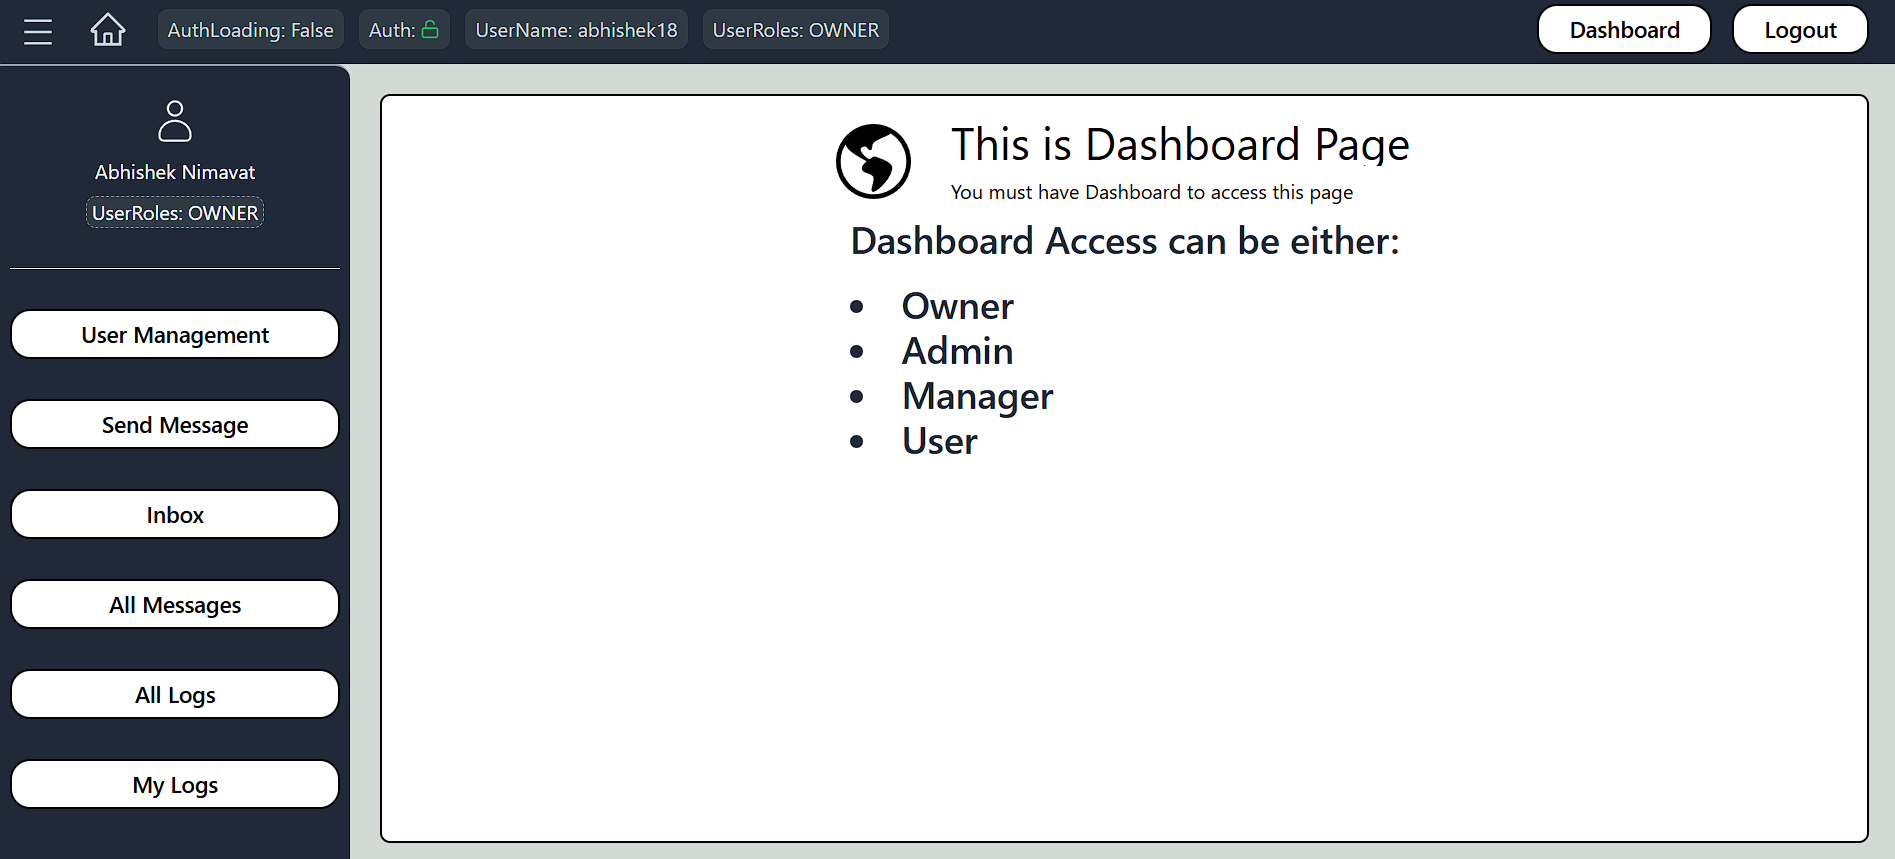 AuthLoading: False
Auth:
UserName: abhishek18
UserRoles: OWNER
Dashboard
Logout
Abhishek Nimavat
UserRoles: OWNER
User Management
Send Message
Inbox
All Messages
All Logs
My Logs
This is Dashboard Page
You must have Dashboard to access this page
Dashboard Access can be either:
• Owner
• Admin
• Manager
• User